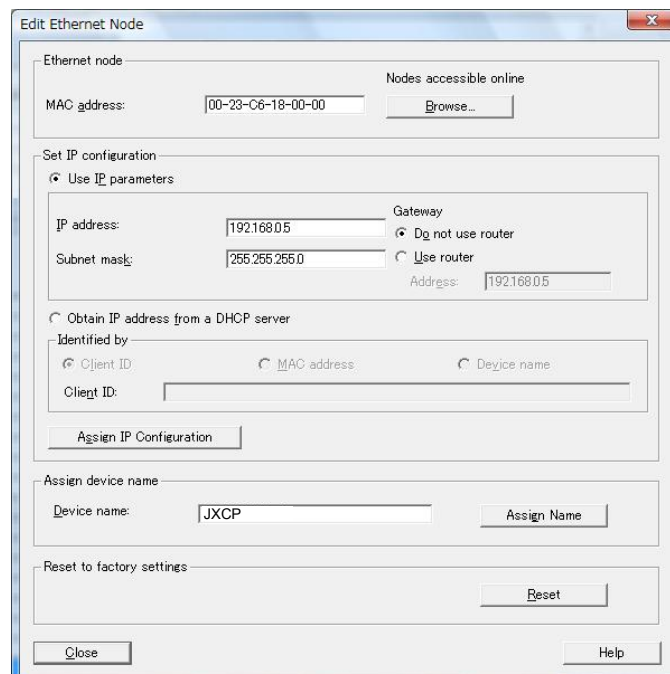 Edit Ethernet Node
Ethernet node
Nodes accessible online
MAC address: 00-23-C6-18-00-00 Browse...
Set IP configuration
Use IP parameters
Gateway
IP address: 192.168.0.5 Do not use router
Subnet mask: 255.255.255.0 Use router
Address: 192.168.0.5
Obtain IP address from a DHCP server
Identified by
Client ID MAC address Device name
Client ID:
Assign IP Configuration
Assign device name
Device name: JXCP Assign Name
Reset to factory settings
Reset
Close Help